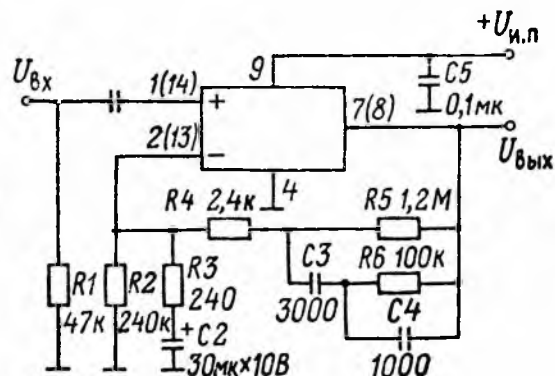 +Uи.п
Uвх
9
C5
0,1мк
1(14)
+
7(8)
2(13)
−
Uвых
4
R4 2,4к
R5 1,2М
R3
240
C3
3000
R6 100к
R1
47к
R2
240к
+ C2
30мк×10В
C4
1000